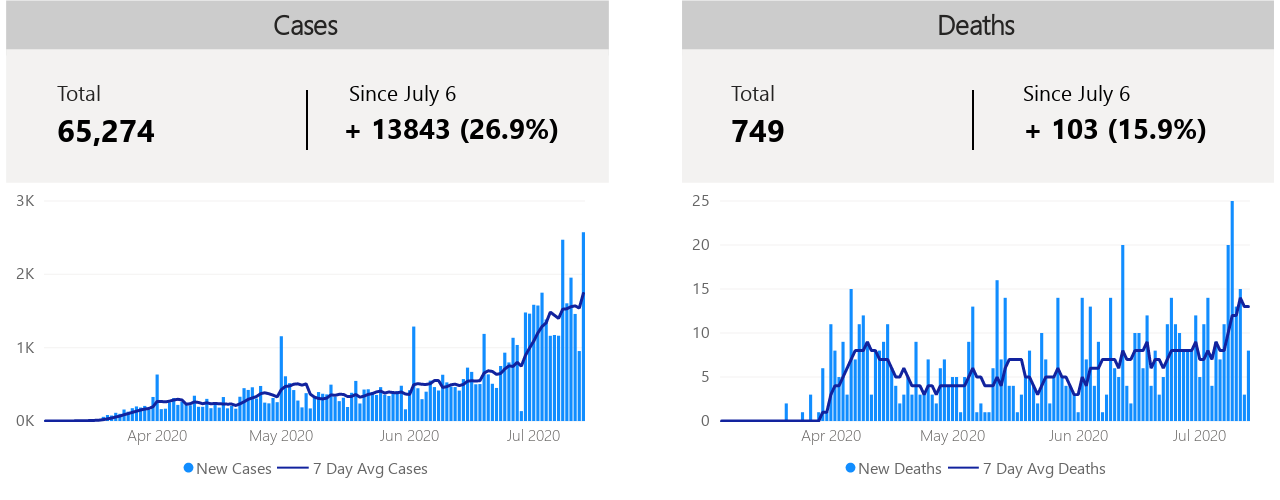 Cases
Total
Since July 6
65,274
+ 13843 (26.9%)
3K
2K
1K
0K
Apr 2020
May 2020
Jun 2020
Jul 2020
New Cases
7 Day Avg Cases
Deaths
Total
Since July 6
749
+ 103 (15.9%)
25
20
15
10
5
0
Apr 2020
May 2020
Jun 2020
Jul 2020
New Deaths
7 Day Avg Deaths